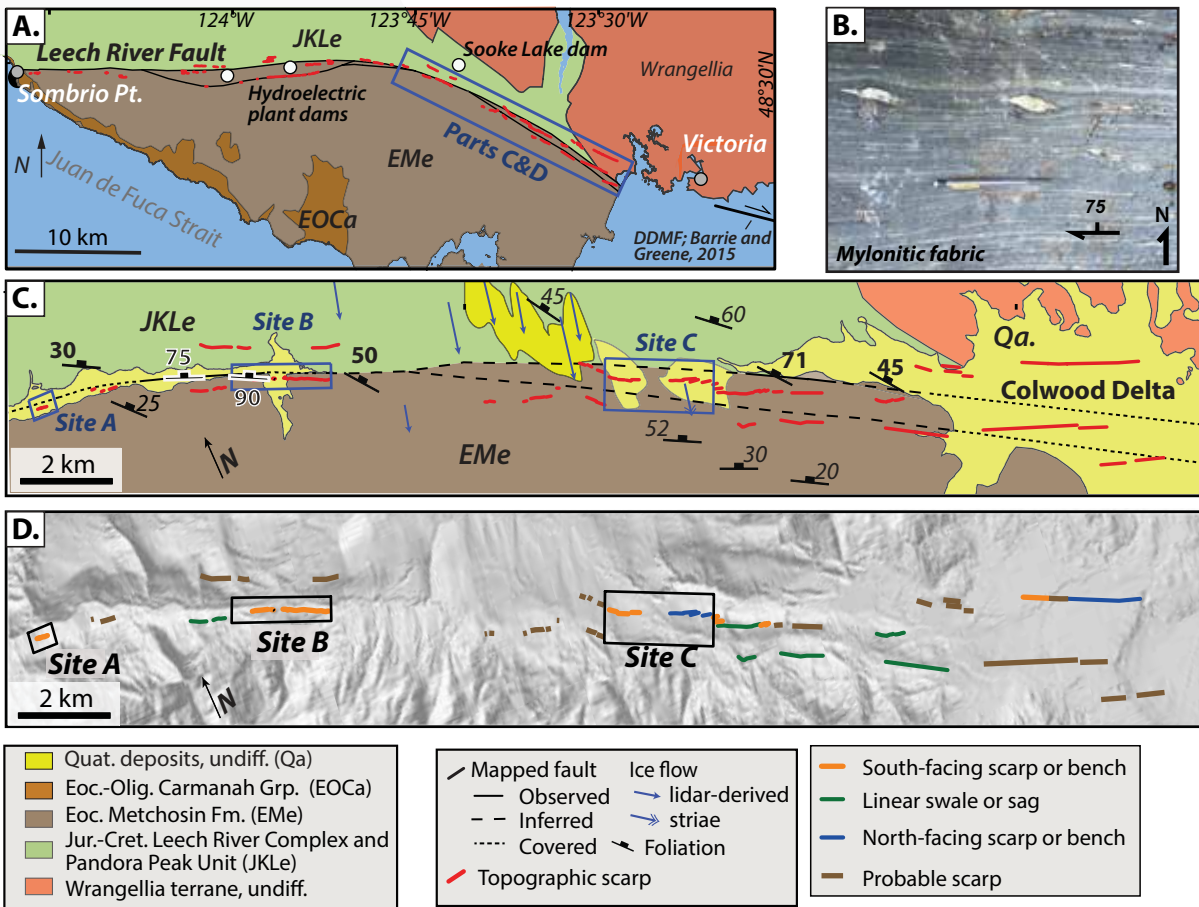 A.
124°W
123°45'W
123°30'W
48°30'N
Leech River Fault
JKLe
Sooke Lake dam
Wrangellia
Sombrio Pt.
Hydroelectric
plant dams
Parts C&D
Victoria
N
Juan de Fuca Strait
EMe
EOCa
10 km
DDMF; Barrie and
Greene, 2015
B.
75
N
Mylonitic fabric
C.
JKLe
Site B
45
60
Qa.
30
75
50
Site C
71
45
Colwood Delta
Site A
25
90
52
30
20
EMe
N
2 km
D.
Site A
Site B
Site C
N
2 km
Quat. deposits, undiff. (Qa)
Eoc.-Olig. Carmanah Grp. (EOCa)
Eoc. Metchosin Fm. (EMe)
Jur.-Cret. Leech River Complex and
Pandora Peak Unit (JKLe)
Wrangellia terrane, undiff.
Mapped fault
Observed
Inferred
Covered
Topographic scarp
Ice flow
lidar-derived
striae
Foliation
South-facing scarp or bench
Linear swale or sag
North-facing scarp or bench
Probable scarp